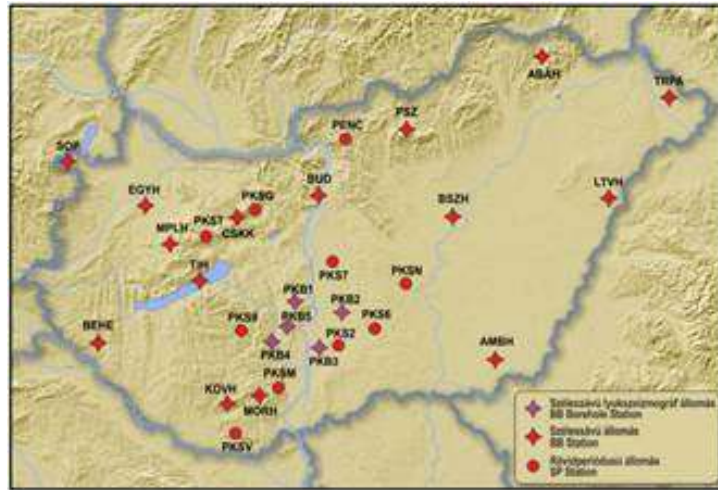 ABAH
TRPA
PSZ
PENC
SOP
BUD
LTVH
EGYH
PKSG
BSZH
PKST
CSKK
MPLH
TIH
PKS7
PKSN
PKB1
PKB2
PKB5
PKS9
PKS6
BEHE
PKS2
PKB4
PKB3
AMBH
PKSM
KOVH
MORH
PKSV
Szélessávú lyukszeizmográf állomás
BB Borehole Station
Szélessávú állomás
BB Station
Rövidperiódusú állomás
SP Station